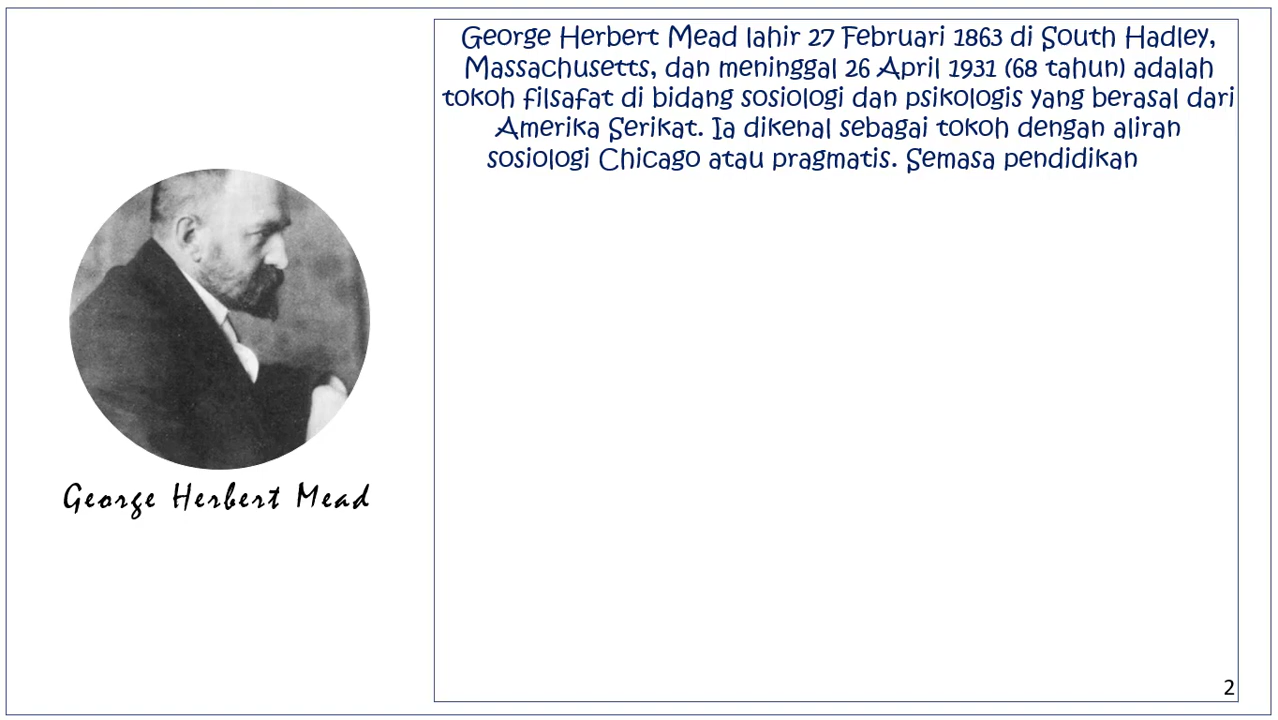 George Herbert Mead lahir 27 Februari 1863 di South Hadley,
Massachusetts, dan meninggal 26 April 1931 (68 tahun) adalah
tokoh filsafat di bidang sosiologi dan psikologis yang berasal dari
Amerika Serikat. Ia dikenal sebagai tokoh dengan aliran
sosiologi Chicago atau pragmatis. Semasa pendidikan
George Herbert Mead
2